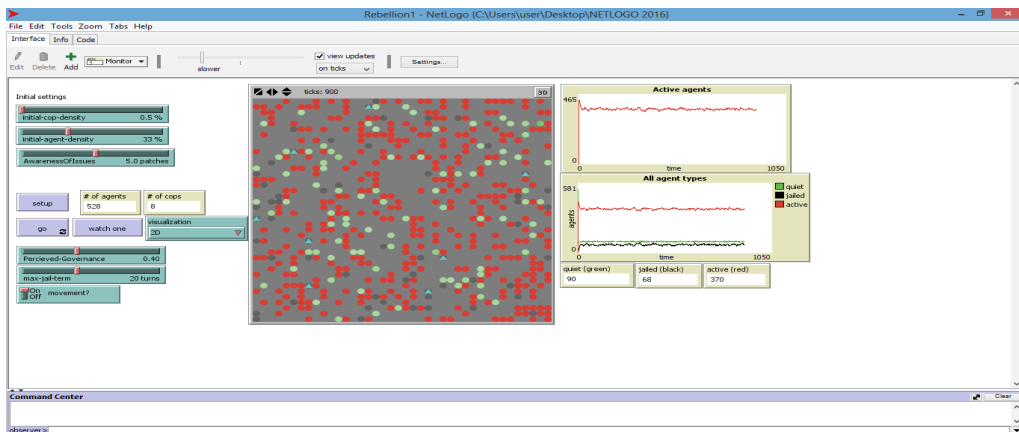 Rebellion1 - NetLogo {C:\Users\user\Desktop\NETLOGO 2016}
File Edit Tools Zoom Tabs Help
Interface Info Code
Edit Delete Add Monitor slower view updates on ticks Settings...
Initial settings
initial-cop-density 0.5 %
initial-agent-density 33 %
AwarenessOfIssues 5.0 patches
setup
# of agents
528
# of cops
8
go
watch one
visualization
2D
Percieved-Governance 0.40
max-jail-term 20 turns
On
Off
movement?
ticks: 900 3D
Active agents
465
0
0 time 1050
All agent types
581
agents
0
0 time 1050
quiet
jailed
active
quiet (green)
90
jailed (black)
68
active (red)
370
Command Center Clear
observer>